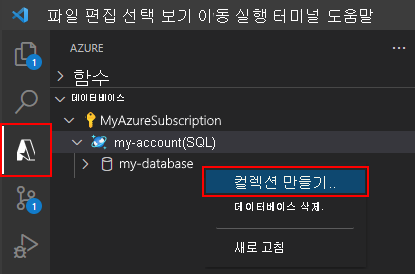 파일 편집 선택 보기 이동 실행 터미널 도움말
AZURE
함수
데이터베이스
MyAzureSubscription
my-account(SQL)
my-database
컬렉션 만들기..
데이터베이스 삭제.
새로 고침
1
1